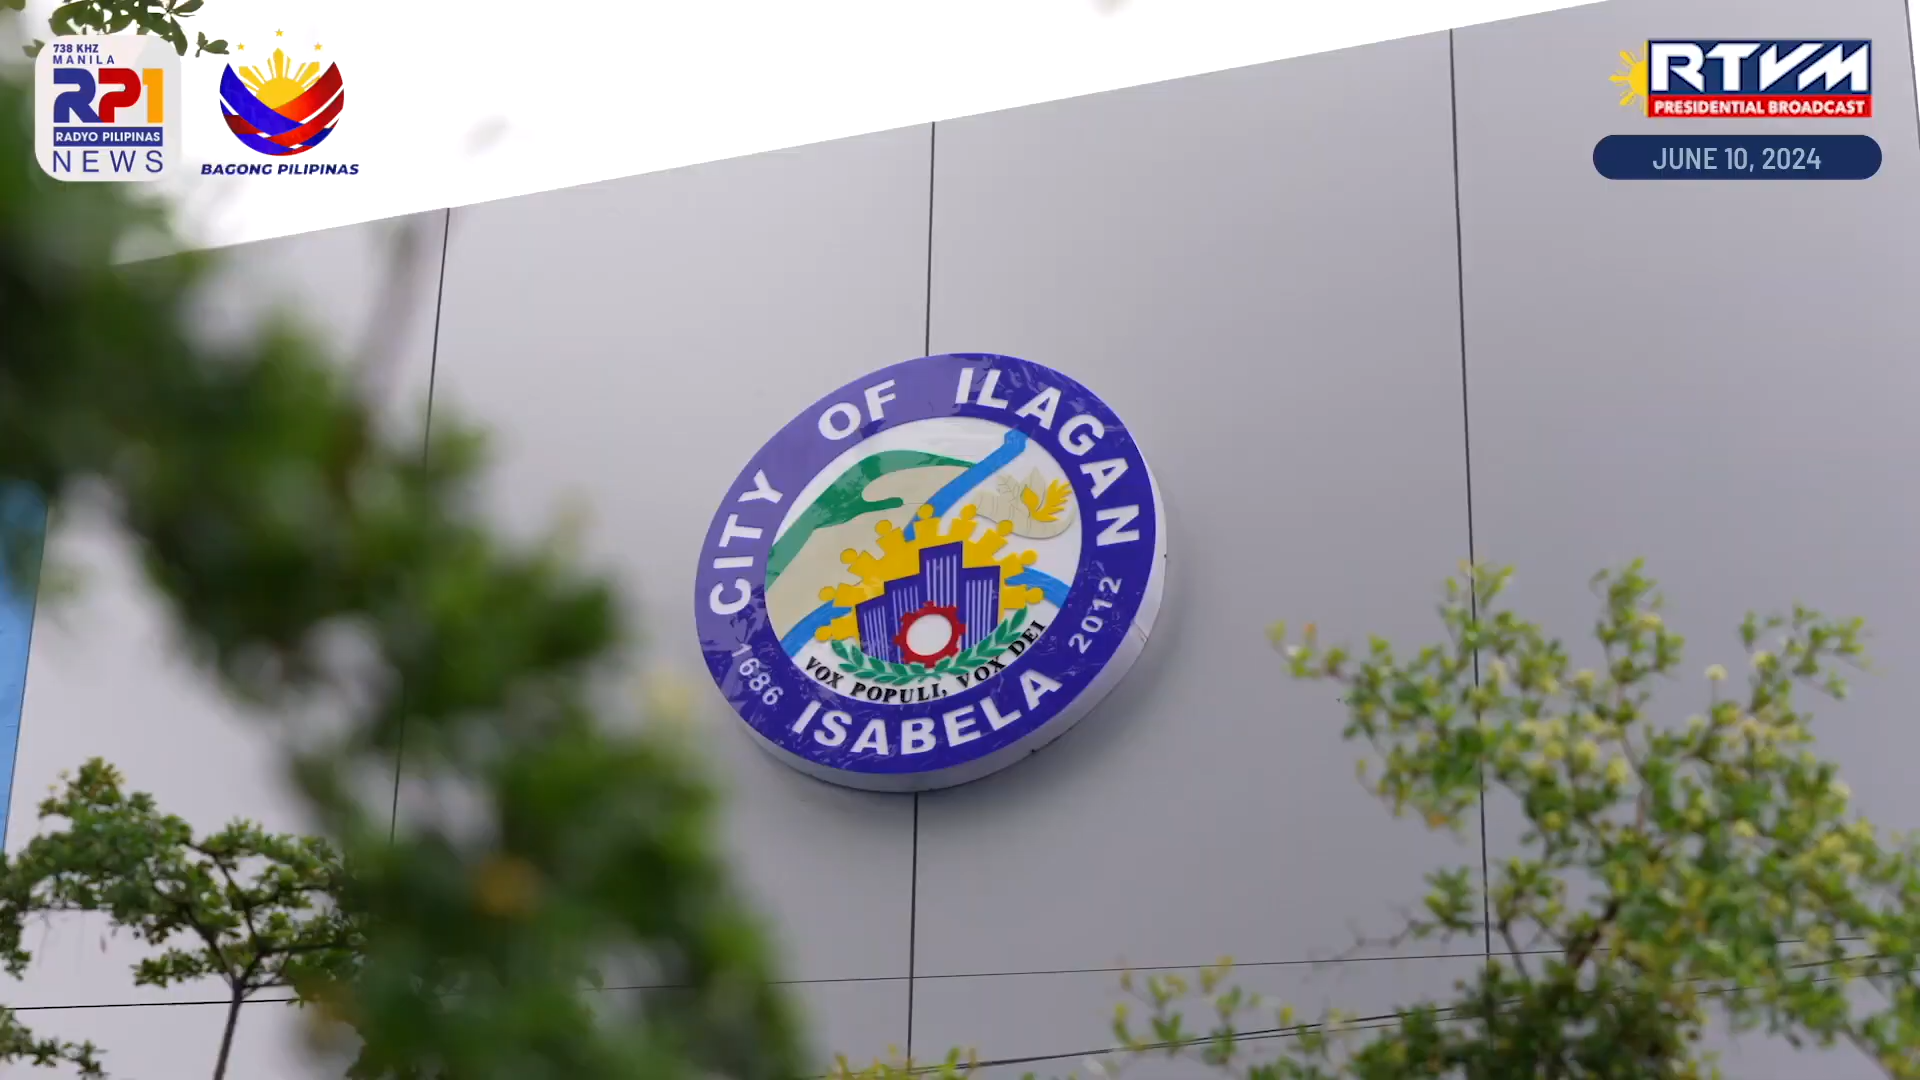 738 KHZ
MANILA
RP1
RADYO PILIPINAS
NEWS
BAGONG PILIPINAS
RTVM
PRESIDENTIAL BROADCAST
JUNE 10, 2024
CITY OF ILAGAN
1686
2012
VOX POPULI, VOX DEI
ISABELA